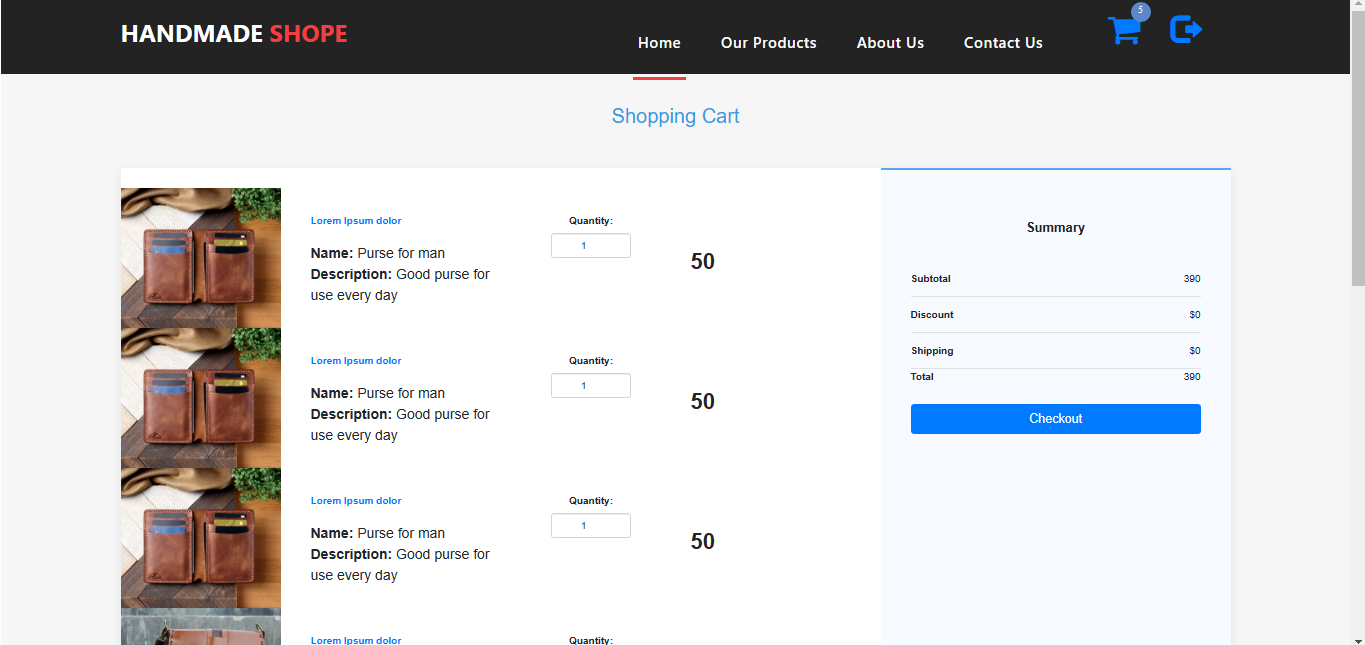 HANDMADE SHOPE
Home Our Products About Us Contact Us
5
Shopping Cart
Lorem Ipsum dolor
Name: Purse for man
Description: Good purse for
use every day
Quantity:
1
50
Lorem Ipsum dolor
Name: Purse for man
Description: Good purse for
use every day
Quantity:
1
50
Lorem Ipsum dolor
Name: Purse for man
Description: Good purse for
use every day
Quantity:
1
50
Lorem Ipsum dolor
Quantity:
Summary
Subtotal 390
Discount $0
Shipping $0
Total 390
Checkout